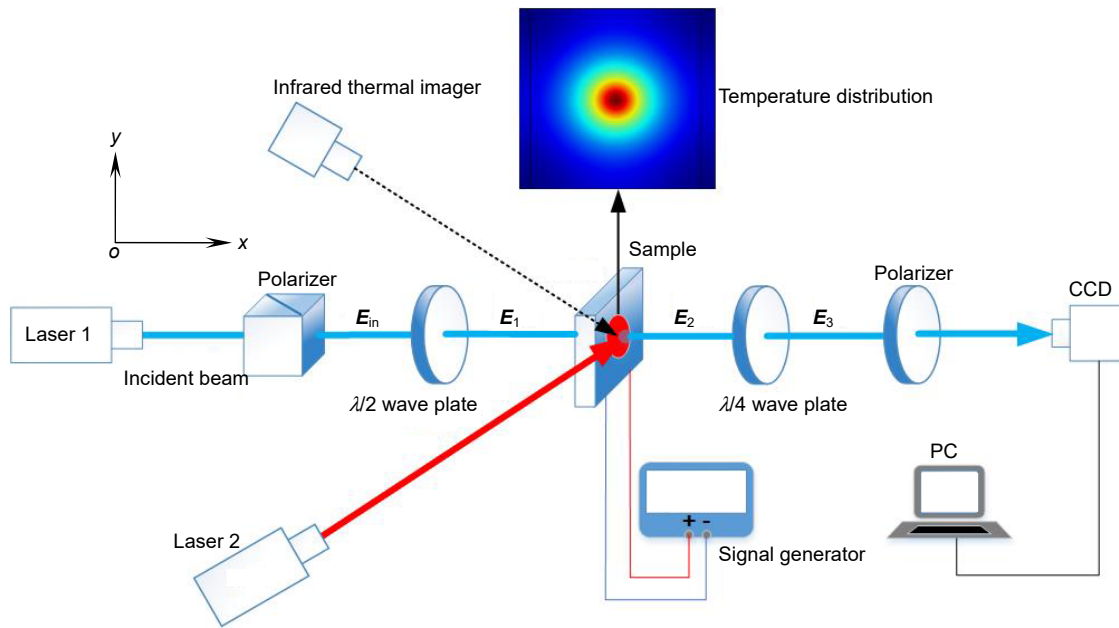 Infrared thermal imager
Temperature distribution
y
o
x
Sample
Polarizer
Polarizer
CCD
Laser 1
E_in
E_1
E_2
E_3
Incident beam
λ/2 wave plate
λ/4 wave plate
PC
+ -
Laser 2
Signal generator